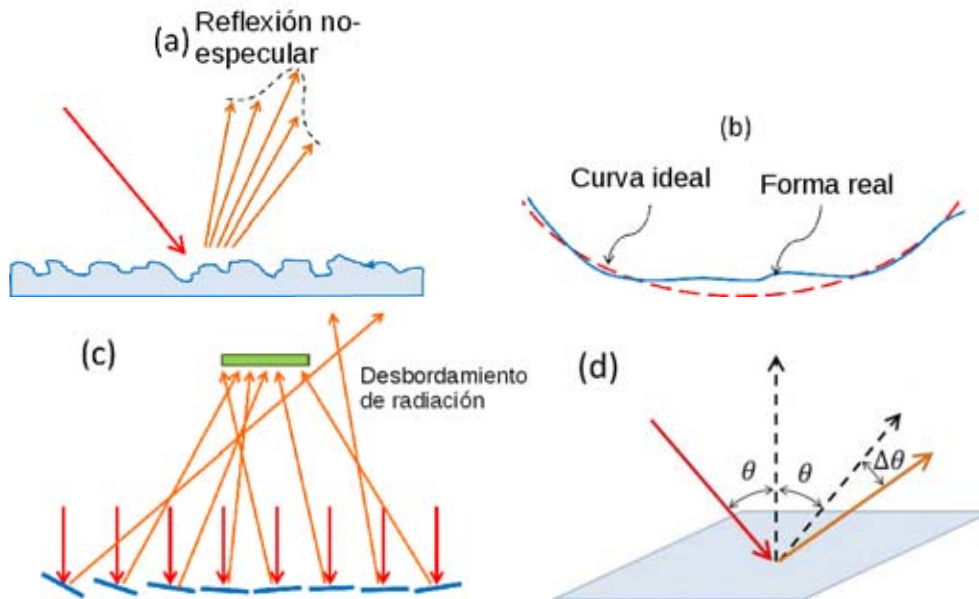 (a)
Reflexión no-
especular
(b)
Curva ideal
Forma real
(c)
Desbordamiento
de radiación
(d)
θ
θ
Δθ